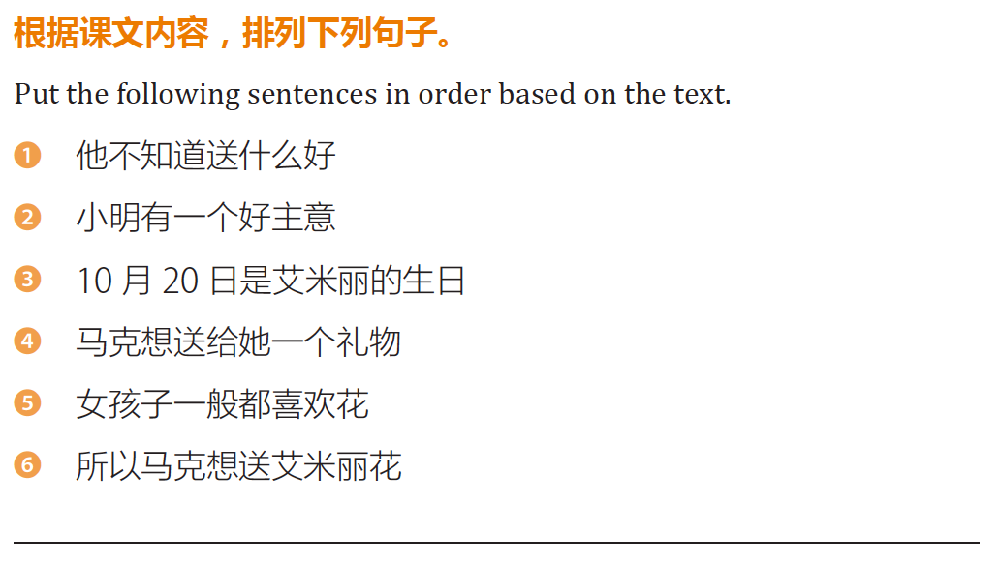 根据课文内容，排列下列句子。
Put the following sentences in order based on the text.
1 他不知道送什么好
2 小明有一个好主意
3 10 月 20 日是艾米丽的生日
4 马克想送给她一个礼物
5 女孩子一般都喜欢花
6 所以马克想送艾米丽花